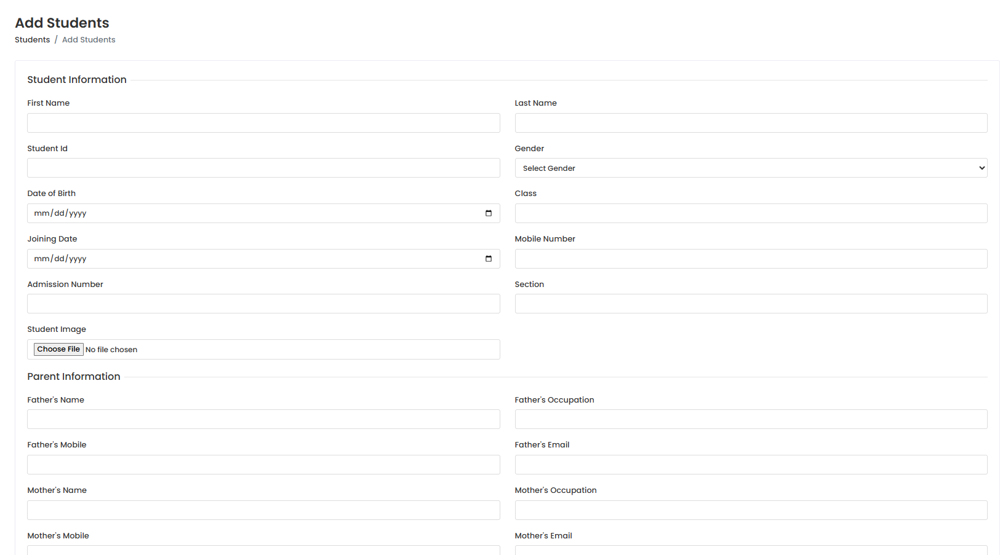 Add Students
Students / Add Students
Student Information
First Name
Last Name
Student Id
Gender
Select Gender
Date of Birth
Class
mm/dd/yyyy
Joining Date
Mobile Number
mm/dd/yyyy
Admission Number
Section
Student Image
Choose File No file chosen
Parent Information
Father's Name
Father's Occupation
Father's Mobile
Father's Email
Mother's Name
Mother's Occupation
Mother's Mobile
Mother's Email